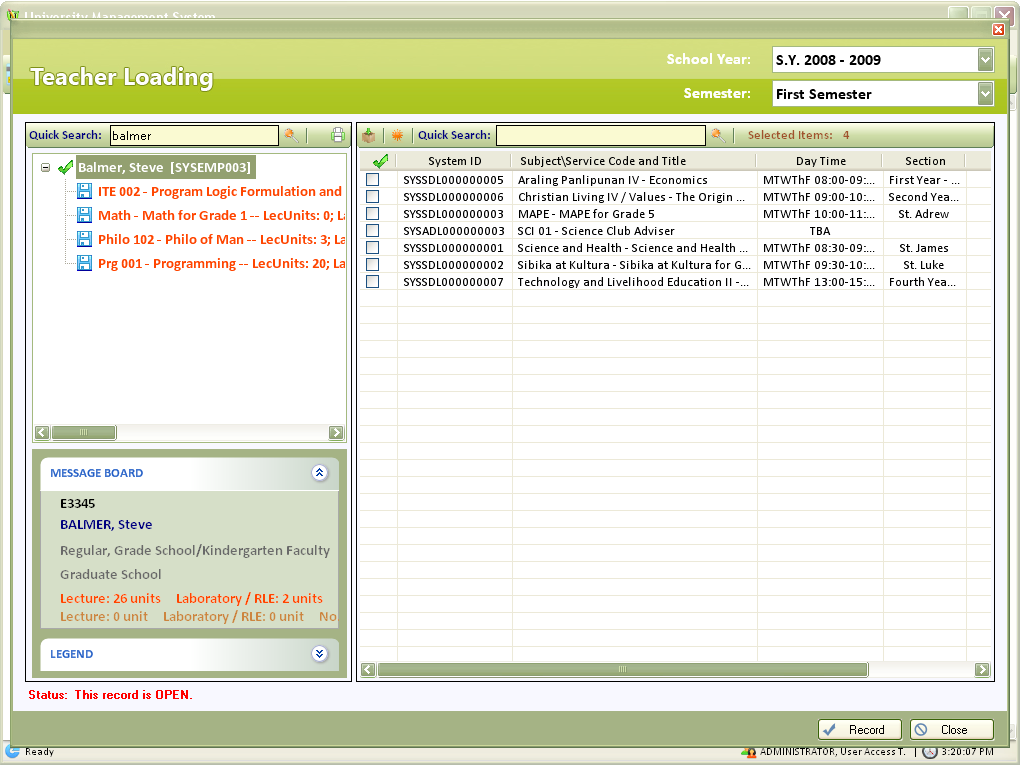 University Management System
Teacher Loading
School Year: S.Y. 2008 - 2009
Semester: First Semester
Quick Search: balmer
Quick Search: Selected Items: 4
Balmer, Steve [SYSEMP003]
ITE 002 - Program Logic Formulation and
Math - Math for Grade 1 -- LecUnits: 0; La
Philo 102 - Philo of Man -- LecUnits: 3; La
Prg 001 - Programming -- LecUnits: 20; La
System ID Subject\Service Code and Title Day Time Section
SYSSDL000000005 Araling Panlipunan IV - Economics MTWThF 08:00-09:... First Year - ...
SYSSDL000000006 Christian Living IV / Values - The Origin ... MTWThF 09:00-10:... Second Yea...
SYSSDL000000003 MAPE - MAPE for Grade 5 MTWThF 10:00-11:... St. Adrew
SYSADL000000003 SCI 01 - Science Club Adviser TBA
SYSSDL000000001 Science and Health - Science and Health ... MTWThF 08:30-09:... St. James
SYSSDL000000002 Sibika at Kultura - Sibika at Kultura for G... MTWThF 09:30-10:... St. Luke
SYSSDL000000007 Technology and Livelihood Education II -... MTWThF 13:00-15:... Fourth Yea...
MESSAGE BOARD
E3345
BALMER, Steve
Regular, Grade School/Kindergarten Faculty
Graduate School
Lecture: 26 units Laboratory / RLE: 2 units
Lecture: 0 unit Laboratory / RLE: 0 unit No
LEGEND
Status: This record is OPEN.
Record Close
Ready ADMINISTRATOR, User Access T. | 3:20:07 PM